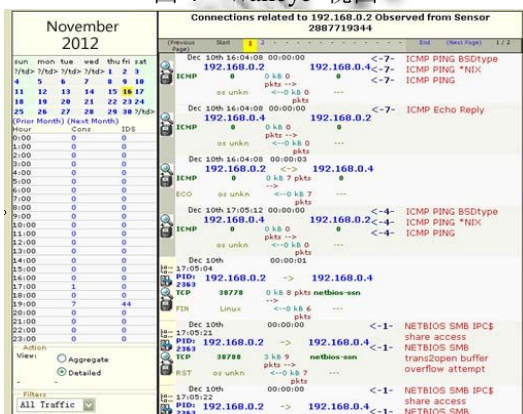 November
2012
sun mon tue wed thu fri sat
?/td> ?/td> ?/td> ?/td> 1 2 3
4 5 6 7 8 9 10
11 12 13 14 15 16 17
18 19 20 21 22 23 24
25 26 27 28 29 30 ?/td>
(Prior Month) (Next Month)
Hour Cons IDS
0:00 0 0
1:00 0 0
2:00 0 0
3:00 0 0
4:00 0 0
5:00 0 0
6:00 0 0
7:00 0 0
8:00 0 0
9:00 0 0
10:00 0 0
11:00 0 0
12:00 0 0
13:00 0 0
14:00 0 0
15:00 0 0
16:00 0 0
17:00 1 0
18:00 0 0
19:00 7 44
20:00 0 0
21:00 0 0
22:00 0 0
23:00 0 0
Action
View: Aggregate
Detailed
- -
Filters
All Traffic
Connections related to 192.168.0.2 Observed from Sensor
2887719344
(Previous Page) Start 1 2 - - - - - - - - - - End (Next Page) 1 / 2
Dec 10th 16:04:08 00:00:00 <-7- ICMP PING BSDtype
192.168.0.2 192.168.0.4 <-7- ICMP PING *NIX
ICMP 0 0 kB 0 0 <-7- ICMP PING
pkts -->
os unkn <--0 kB 0 ---
pkts
Dec 10th 16:04:08 00:00:00 <-7- ICMP Echo Reply
192.168.0.4 192.168.0.2
ICMP 0 0 kB 0 0
pkts -->
os unkn <--0 kB 0 ---
pkts
Dec 10th 16:04:08 00:00:03
192.168.0.2 <-> 192.168.0.4
ICMP 0 0 kB 7 pkts 0
-->
ECO os unkn <--0 kB 7 ---
pkts
Dec 10th 17:05:12 00:00:00 <-4- ICMP PING BSDtype
192.168.0.4 192.168.0.2 <-4- ICMP PING *NIX
ICMP 0 0 kB 0 0 <-4- ICMP PING
pkts -->
os unkn <--0 kB 0 ---
pkts
Dec 10th 00:00:01
17:05:04
PID: 192.168.0.2 -> 192.168.0.4
2363
TCP 38778 0 kB 8 pkts netbios-ssn
-->
FIN Linux <--0 kB 6 ---
pkts
Dec 10th 00:00:00 <-1- NETBIOS SMB IPC$
17:05:21 share access
PID: 192.168.0.2 -> 192.168.0.4 <-1- NETBIOS SMB
2363 trans2open buffer
TCP 38788 3 kB 9 netbios-ssn overflow attempt
pkts -->
RST os unkn <--0 kB 7 ---
pkts
Dec 10th 00:00:00 <-1- NETBIOS SMB IPC$
17:05:22 share access
PID: 192.168.0.2 -> 192.168.0.4 <-1- NETBIOS SMB
2363